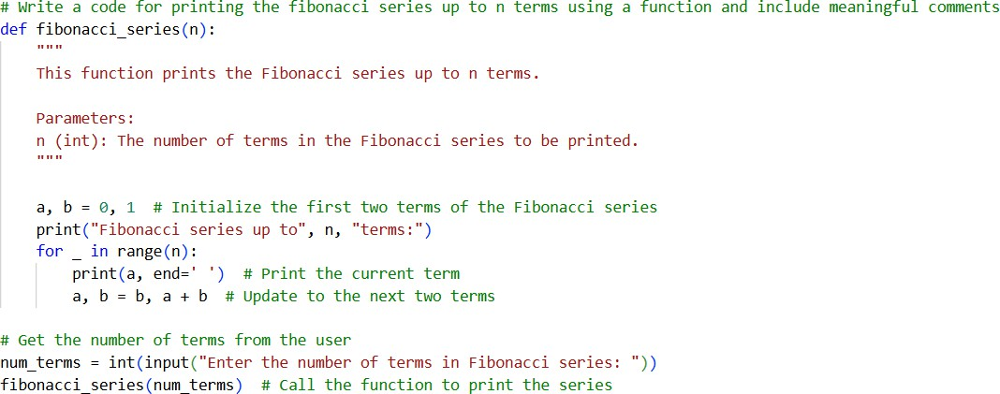 # Write a code for printing the fibonacci series up to n terms using a function and include meaningful comments
def fibonacci_series(n):
    """
    This function prints the Fibonacci series up to n terms.

    Parameters:
    n (int): The number of terms in the Fibonacci series to be printed.
    """

    a, b = 0, 1  # Initialize the first two terms of the Fibonacci series
    print("Fibonacci series up to", n, "terms:")
    for _ in range(n):
        print(a, end=' ')  # Print the current term
        a, b = b, a + b  # Update to the next two terms

# Get the number of terms from the user
num_terms = int(input("Enter the number of terms in Fibonacci series: "))
fibonacci_series(num_terms)  # Call the function to print the series